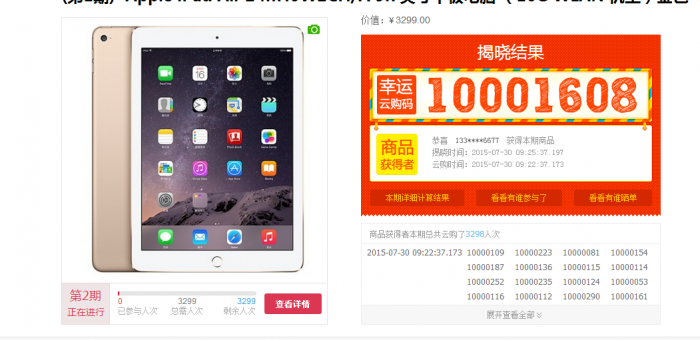 价值：￥3299.00
揭晓结果
幸运
云购码
10001608
商品
获得者
恭喜 133****6677 获得本期商品
揭晓时间：2015-07-30 09:25:37.197
云购时间：2015-07-30 09:22:37.173
本期详细计算结果
看看有谁参与了
看看有谁晒单
商品获得者本期总共云购了3298人次
2015-07-30 09:22:37.173 10000109 10000223 10000081 10000154
10000187 10000136 10000115 10000114
10000252 10000235 10000124 10000053
10000116 10000112 10000290 10000161
展开查看全部
第2期
正在进行
0 3299 3299
已参与人次 总需人次 剩余人次
查看详情